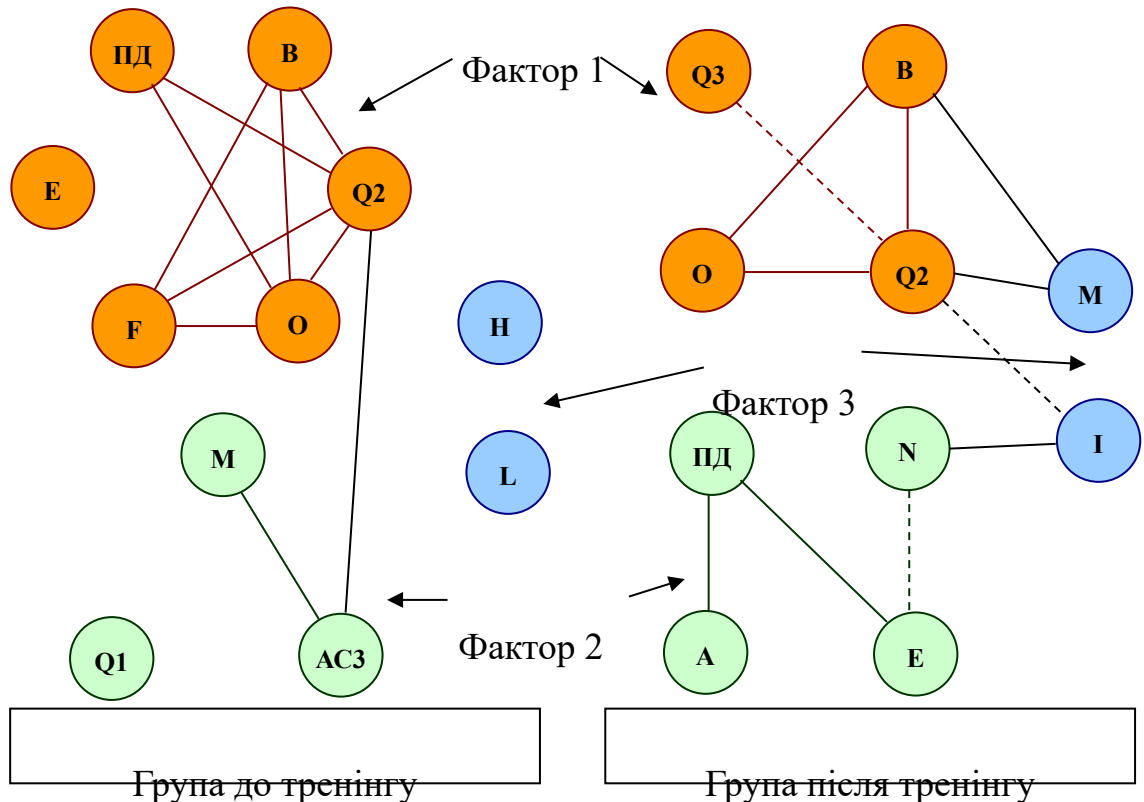 ПД
В
Фактор 1
Q3
В
E
Q2
F
О
О
Q2
М
H
М
L
Фактор 3
ПД
N
I
Q1
АС3
Фактор 2
А
Е
Група до тренінгу
Група після тренінгу